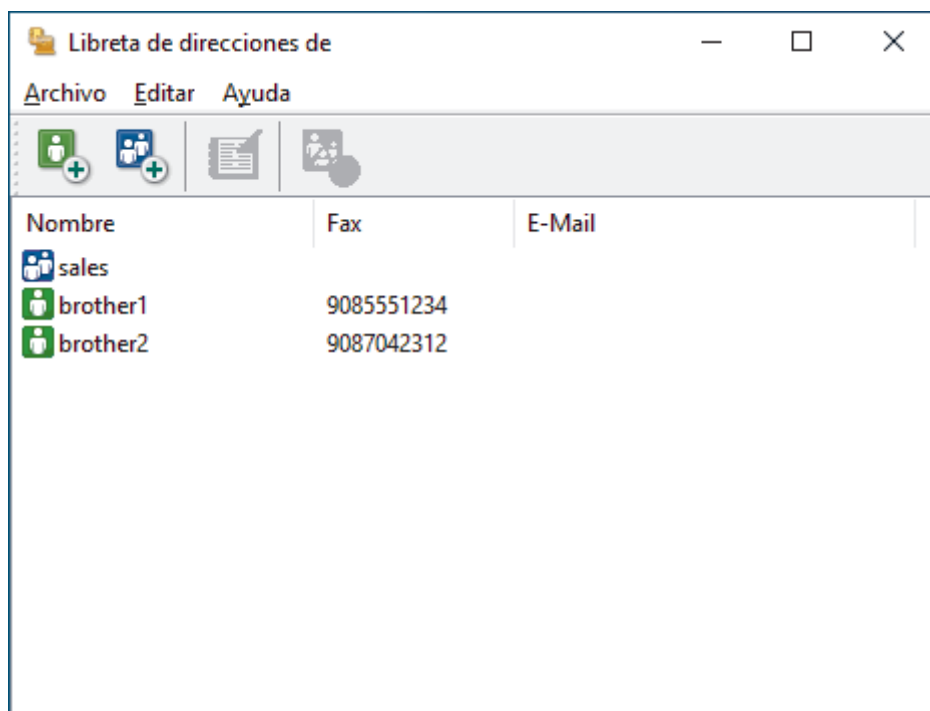 Libreta de direcciones de
Archivo Editar Ayuda
Nombre Fax E-Mail
sales
brother1 9085551234
brother2 9087042312